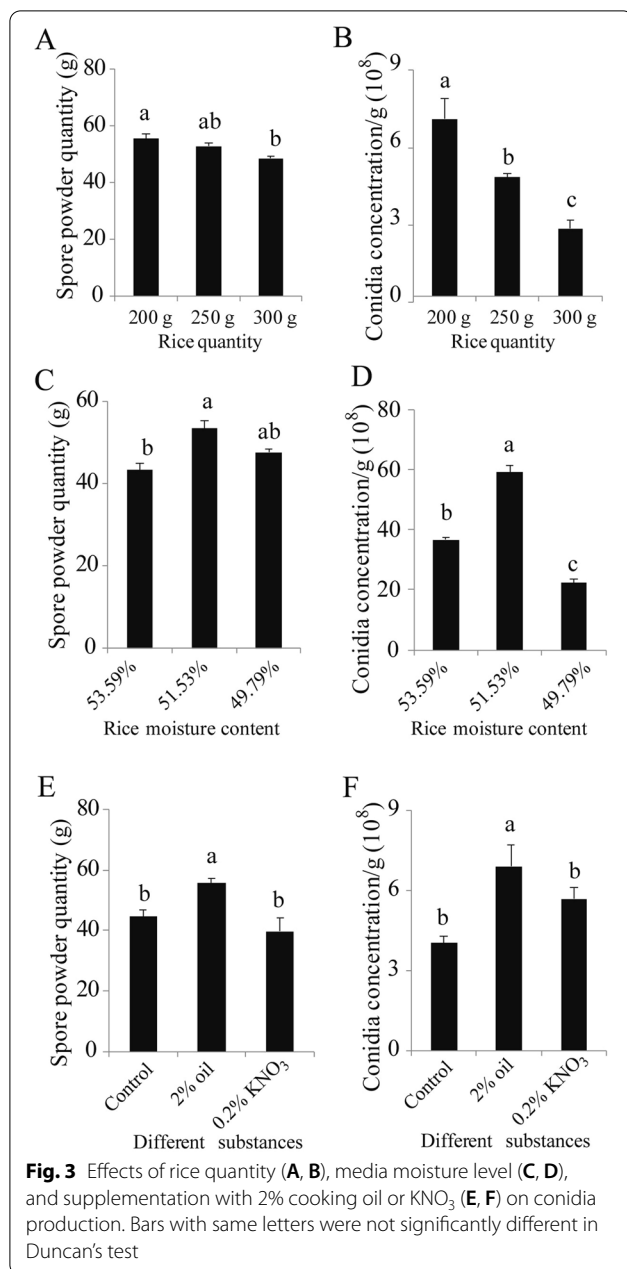 A
Spore powder quantity (g)
80
60
40
20
0
a
ab
b
200 g 250 g 300 g
Rice quantity
B
Conidia concentration/g (10⁸)
9
6
3
0
a
b
c
200 g 250 g 300 g
Rice quantity
C
Spore powder quantity (g)
60
40
20
0
b
a
ab
53.59% 51.53% 49.79%
Rice moisture content
D
Conidia concentration/g (10⁸)
80
60
40
20
0
b
a
c
53.59% 51.53% 49.79%
Rice moisture content
E
Spore powder quantity (g)
80
60
40
20
0
b
a
b
Control 2% oil 0.2% KNO₃
Different substances
F
Conidia concentration/g (10⁸)
9
6
3
0
b
a
b
Control 2% oil 0.2% KNO₃
Different substances
Fig. 3 Effects of rice quantity (A, B), media moisture level (C, D),
and supplementation with 2% cooking oil or KNO₃ (E, F) on conidia
production. Bars with same letters were not significantly different in
Duncan's test